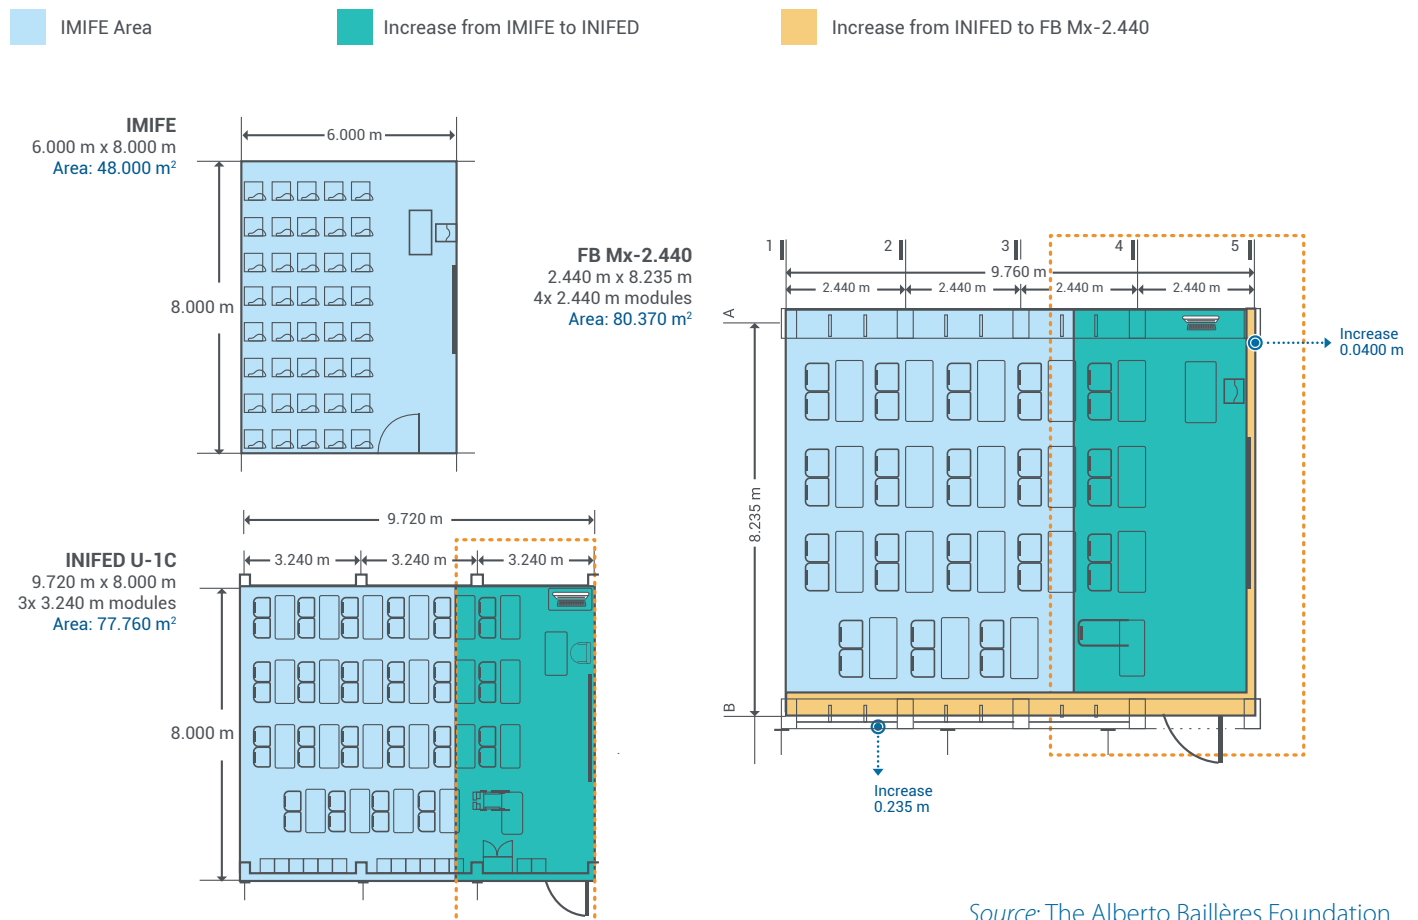 IMIFE Area
Increase from IMIFE to INIFED
Increase from INIFED to FB Mx-2.440
IMIFE
6.000 m x 8.000 m
Area: 48.000 m²
6.000 m
8.000 m
FB Mx-2.440
2.440 m x 8.235 m
4x 2.440 m modules
Area: 80.370 m²
1
2
3
4
5
9.760 m
2.440 m
2.440 m
2.440 m
2.440 m
A
8.235 m
B
Increase
0.0400 m
Increase
0.235 m
INIFED U-1C
9.720 m x 8.000 m
3x 3.240 m modules
Area: 77.760 m²
9.720 m
3.240 m
3.240 m
3.240 m
8.000 m
Source: The Alberto Baillères Foundation